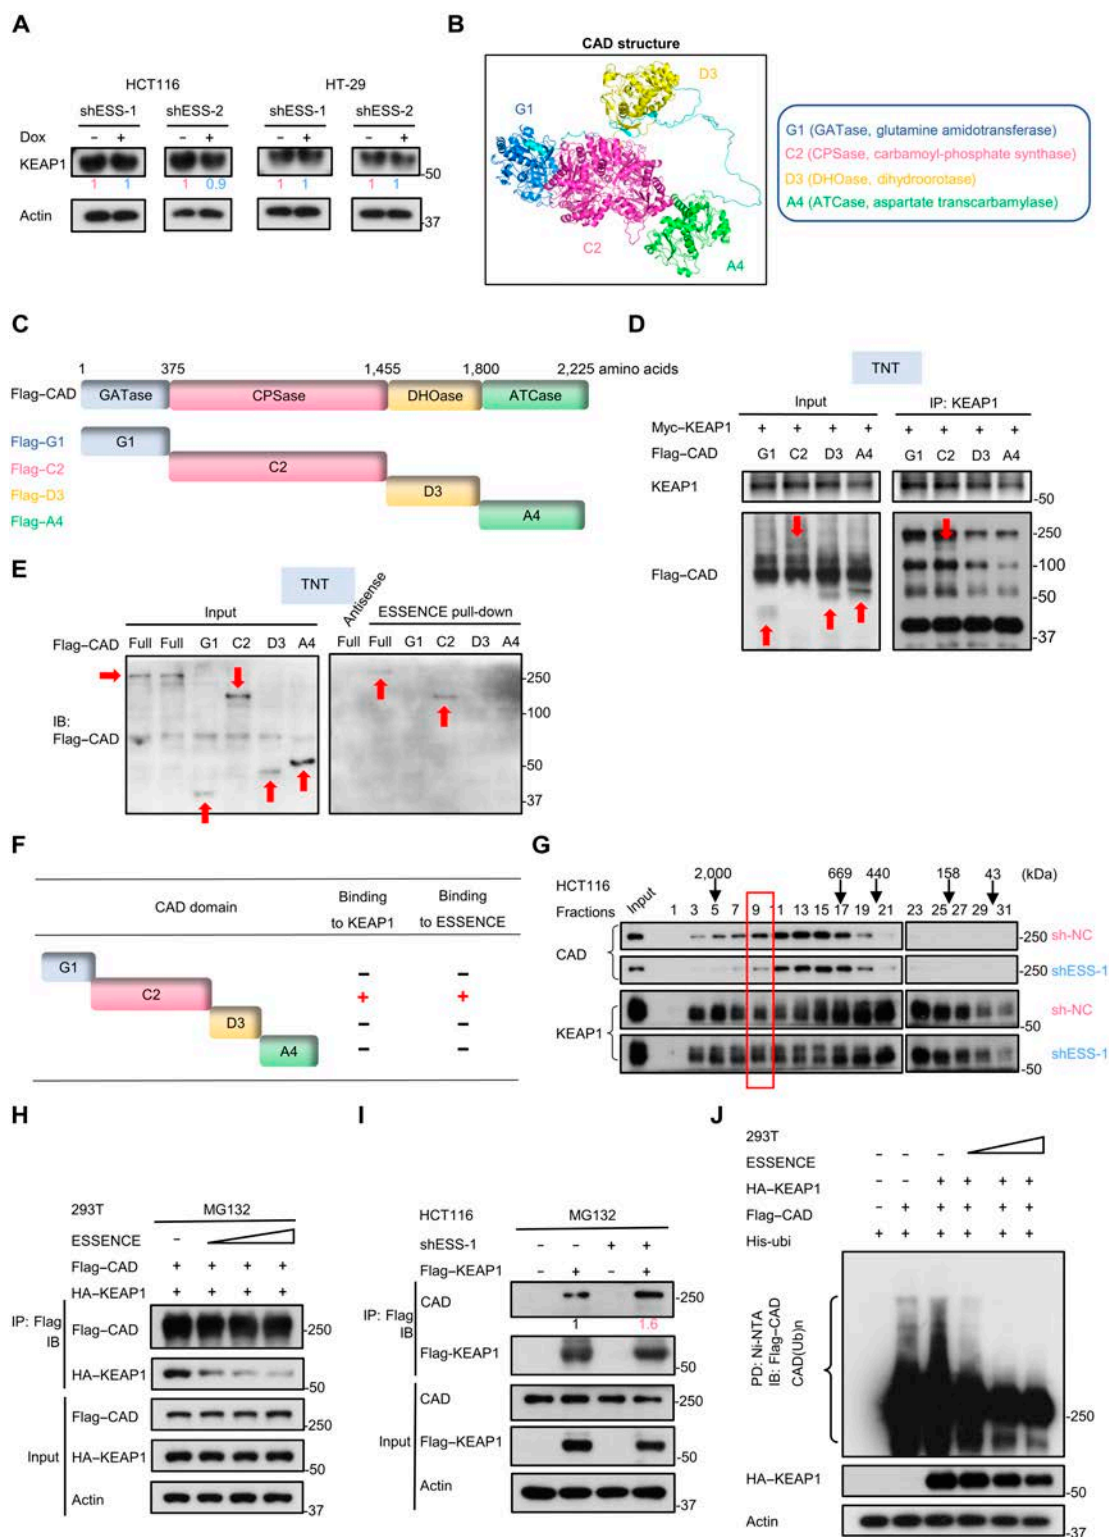 A
HCT116 HT-29
shESS-1 shESS-2 shESS-1 shESS-2
Dox – + – + – + – +
KEAP1
-50
1 1 1 0.9 1 1 1 1
Actin
-37
B
CAD structure
D3
G1
C2
A4
G1 (GATase, glutamine amidotransferase)
C2 (CPSase, carbamoyl-phosphate synthase)
D3 (DHOase, dihydroorotase)
A4 (ATCase, aspartate transcarbamylase)
C
1 375 1,455 1,800 2,225 amino acids
Flag–CAD GATase CPSase DHOase ATCase
Flag–G1 G1
Flag–C2 C2
Flag–D3 D3
Flag–A4 A4
D
TNT
Input IP: KEAP1
Myc–KEAP1 + + + + + + + +
Flag–CAD G1 C2 D3 A4 G1 C2 D3 A4
KEAP1
-50
-250
-100
Flag–CAD
-50
-37
E
TNT
Input Antisense ESSENCE pull-down
Flag–CAD Full Full G1 C2 D3 A4 Full Full G1 C2 D3 A4
-250
-100
IB:
Flag–CAD
-50
-37
F
CAD domain Binding to KEAP1 Binding to ESSENCE
G1 – –
C2 + +
D3 – –
A4 – –
G
2,000 669 440 158 43 (kDa)
HCT116
Fractions Input 1 3 5 7 9 11 13 15 17 19 21 23 25 27 29 31
CAD
-250 sh-NC
-250 shESS-1
KEAP1
-50 sh-NC
-50 shESS-1
H
293T MG132
ESSENCE –
Flag–CAD + + + +
HA–KEAP1 + + + +
IP: Flag
IB
Flag–CAD -250
HA–KEAP1 -50
Input
Flag–CAD -250
HA–KEAP1 -50
Actin -37
I
HCT116 MG132
shESS-1 – – + +
Flag–KEAP1 – + – +
IP: Flag
IB
CAD -250
1 1.6
Flag-KEAP1 -50
Input
CAD -250
Flag–KEAP1 -50
Actin -37
J
293T
ESSENCE – – –
HA–KEAP1 – – + + + +
Flag–CAD – + + + + +
His-ubi + + + + + +
PD: Ni-NTA
IB: Flag–CAD
CAD(Ub)n
-250
HA–KEAP1 -50
Actin -37